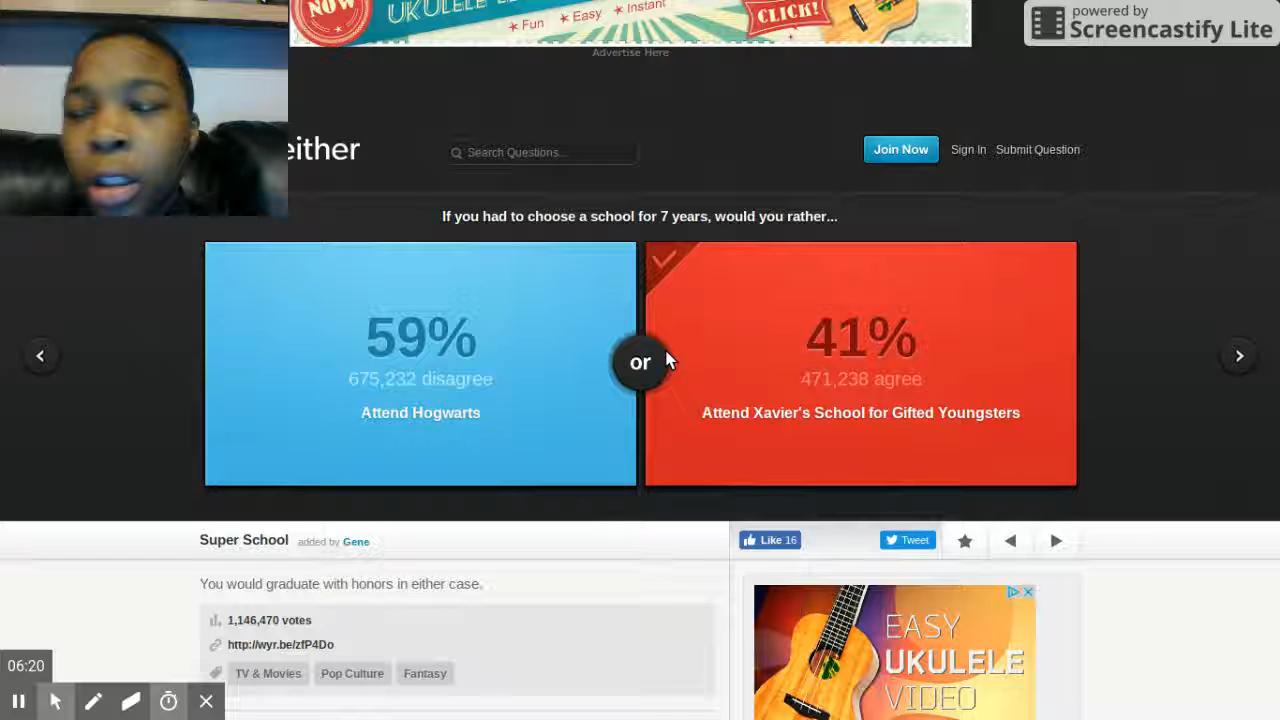 NOW
UKULELE
Fun
Easy
Instant
CLICK!
powered by
Screencastify Lite
Advertise Here
either
Search Questions...
Join Now
Sign In
Submit Question
If you had to choose a school for 7 years, would you rather...
59%
675,232 disagree
Attend Hogwarts
or
41%
471,238 agree
Attend Xavier's School for Gifted Youngsters
Super School added by Gene
Like 16
Tweet
You would graduate with honors in either case.
1,146,470 votes
http://wyr.be/zfP4Do
TV & Movies
Pop Culture
Fantasy
EASY
UKULELE
VIDEO
06:20